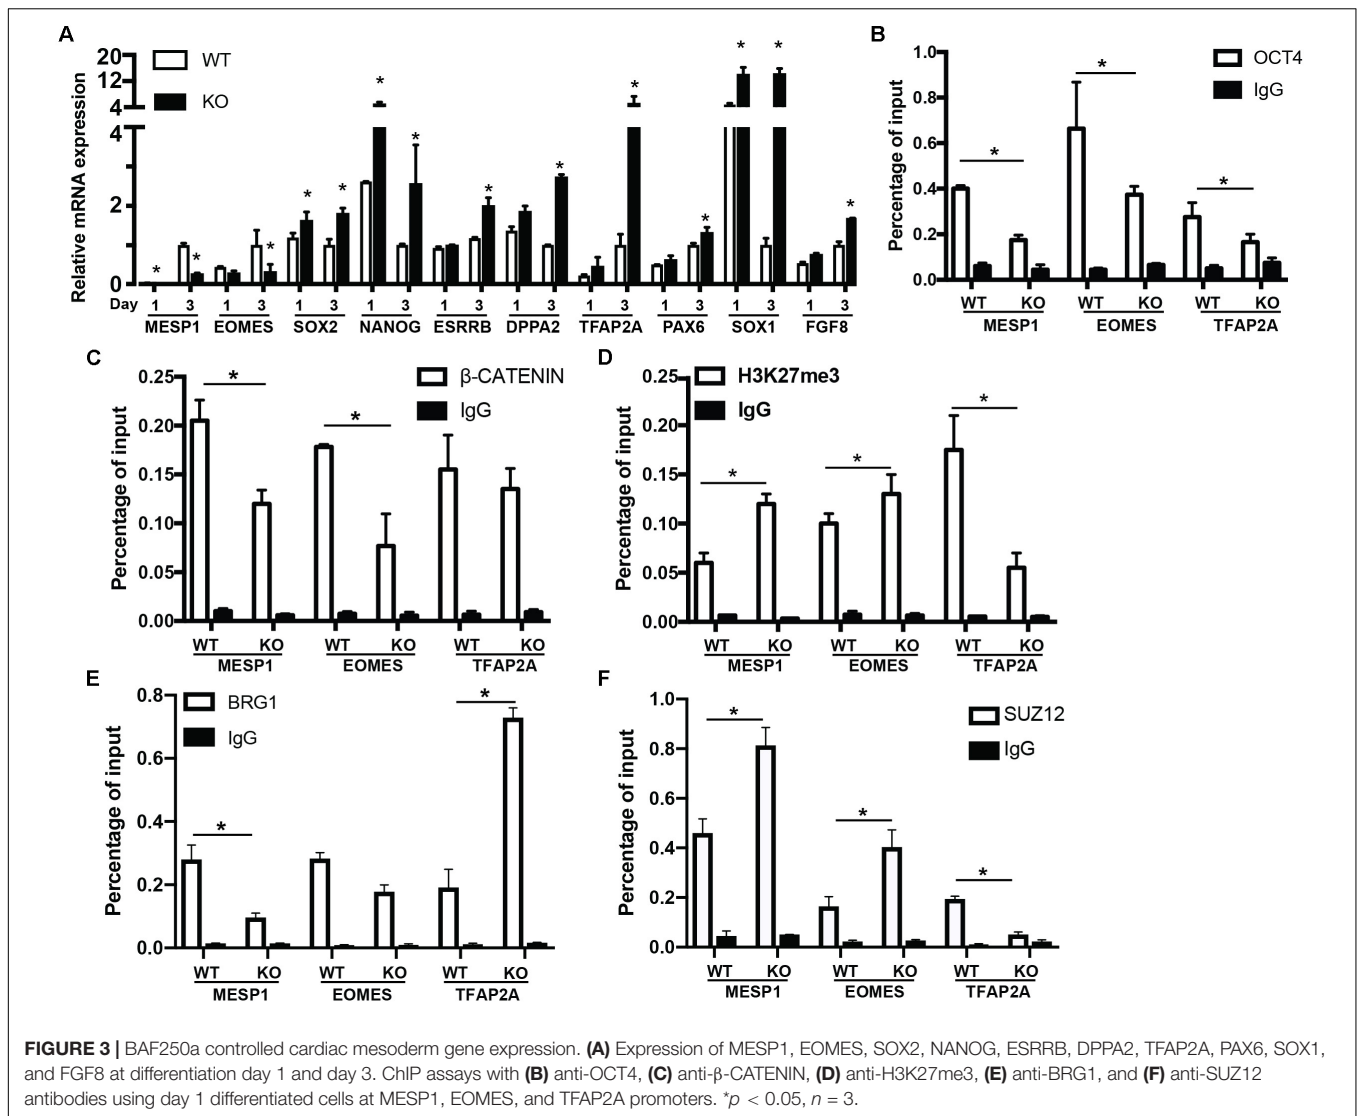 A
Relative mRNA expression
20
12
4
4
2
0
WT
KO
* * * * * * * * * * * * * *
Day 1 3 1 3 1 3 1 3 1 3 1 3 1 3 1 3 1 3 1 3
MESP1 EOMES SOX2 NANOG ESRRB DPPA2 TFAP2A PAX6 SOX1 FGF8
B
Percentage of input
1.0
0.8
0.6
0.4
0.2
0.0
OCT4
IgG
* * *
WT KO WT KO WT KO
MESP1 EOMES TFAP2A
C
Percentage of input
0.25
0.20
0.15
0.10
0.05
0.00
β-CATENIN
IgG
* *
WT KO WT KO WT KO
MESP1 EOMES TFAP2A
D
Percentage of input
0.25
0.20
0.15
0.10
0.05
0.00
H3K27me3
IgG
* * *
WT KO WT KO WT KO
MESP1 EOMES TFAP2A
E
Percentage of input
0.8
0.6
0.4
0.2
0.0
BRG1
IgG
* *
WT KO WT KO WT KO
MESP1 EOMES TFAP2A
F
Percentage of input
1.0
0.8
0.6
0.4
0.2
0.0
SUZ12
IgG
* * *
WT KO WT KO WT KO
MESP1 EOMES TFAP2A
FIGURE 3 | BAF250a controlled cardiac mesoderm gene expression. (A) Expression of MESP1, EOMES, SOX2, NANOG, ESRRB, DPPA2, TFAP2A, PAX6, SOX1,
and FGF8 at differentiation day 1 and day 3. ChIP assays with (B) anti-OCT4, (C) anti-β-CATENIN, (D) anti-H3K27me3, (E) anti-BRG1, and (F) anti-SUZ12
antibodies using day 1 differentiated cells at MESP1, EOMES, and TFAP2A promoters. *p < 0.05, n = 3.